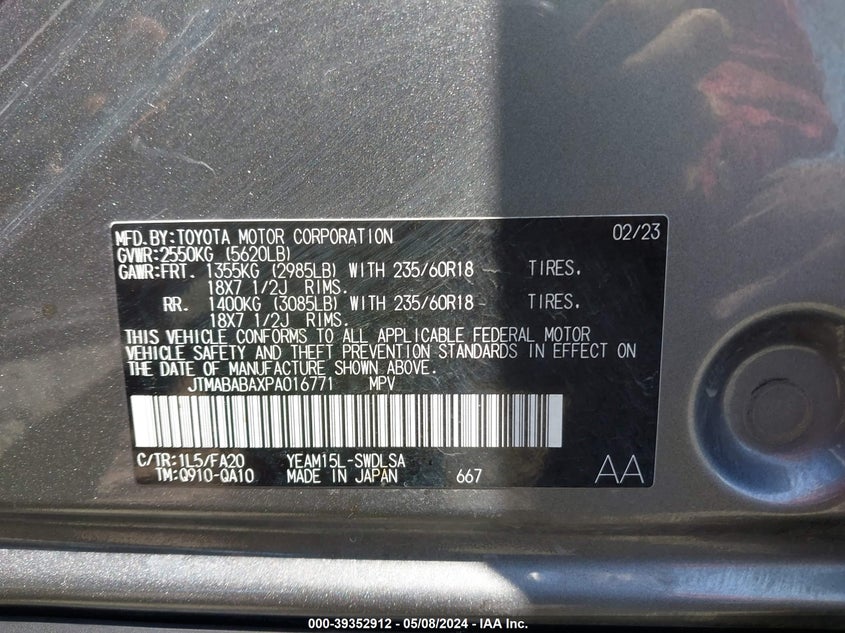 MFD.BY:TOYOTA MOTOR CORPORATION 02/23
GVWR:2550KG (5620LB)
GAWR:FRT. 1355KG (2985LB) WITH 235/60R18 TIRES.
18X7 1/2J RIMS.
RR. 1400KG (3085LB) WITH 235/60R18 TIRES.
18X7 1/2J RIMS.
THIS VEHICLE CONFORMS TO ALL APPLICABLE FEDERAL MOTOR
VEHICLE SAFETY AND THEFT PREVENTION STANDARDS IN EFFECT ON
THE DATE OF MANUFACTURE SHOWN ABOVE.
JTMABABAXPA016771 MPV
C/TR:1L5/FA20 YEAM15L-SWDLSA
TM:Q910-QA10 MADE IN JAPAN 667 AA
000-39352912 - 05/08/2024 - IAA Inc.